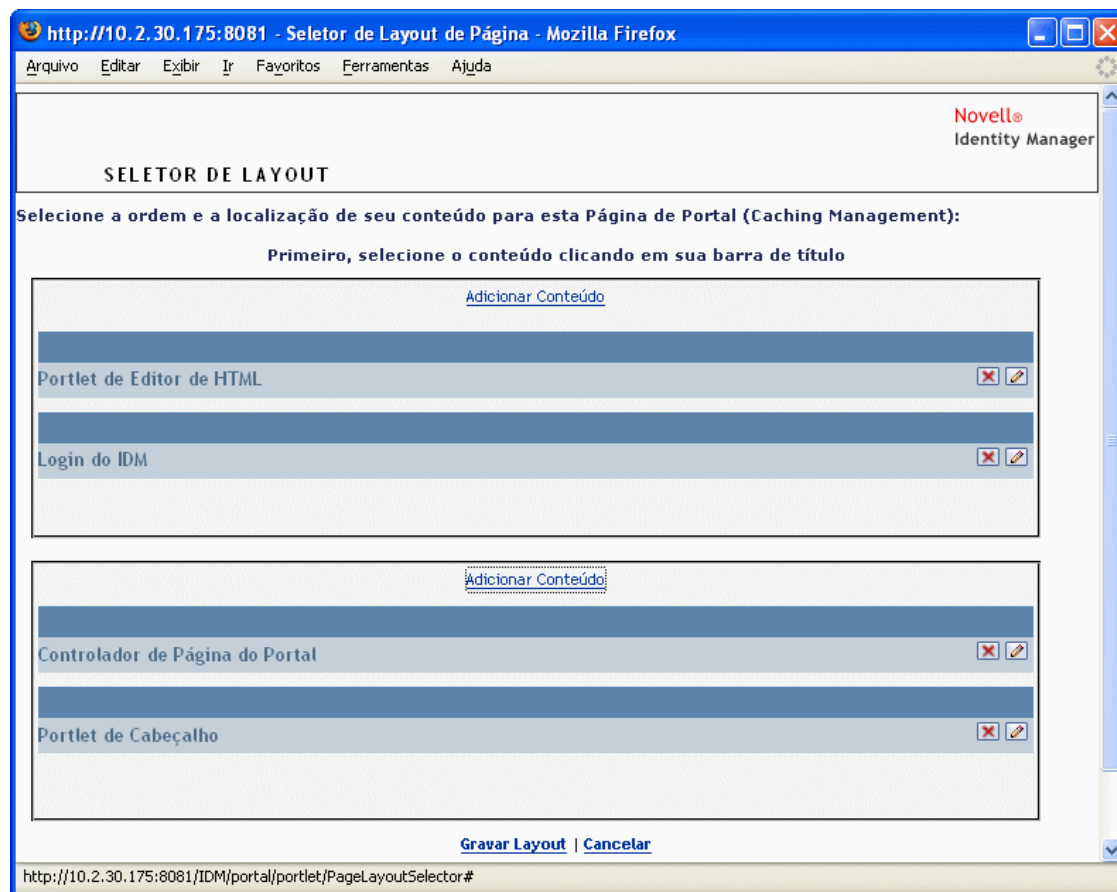 http://10.2.30.175:8081 - Seletor de Layout de Página - Mozilla Firefox
Arquivo Editar Exibir Ir Favoritos Ferramentas Ajuda
Novell®
Identity Manager
SELETOR DE LAYOUT
Selecione a ordem e a localização de seu conteúdo para esta Página de Portal (Caching Management):
Primeiro, selecione o conteúdo clicando em sua barra de título
Adicionar Conteúdo
Portlet de Editor de HTML
Login do IDM
Adicionar Conteúdo
Controlador de Página do Portal
Portlet de Cabeçalho
Gravar Layout | Cancelar
http://10.2.30.175:8081/IDM/portal/portlet/PageLayoutSelector#